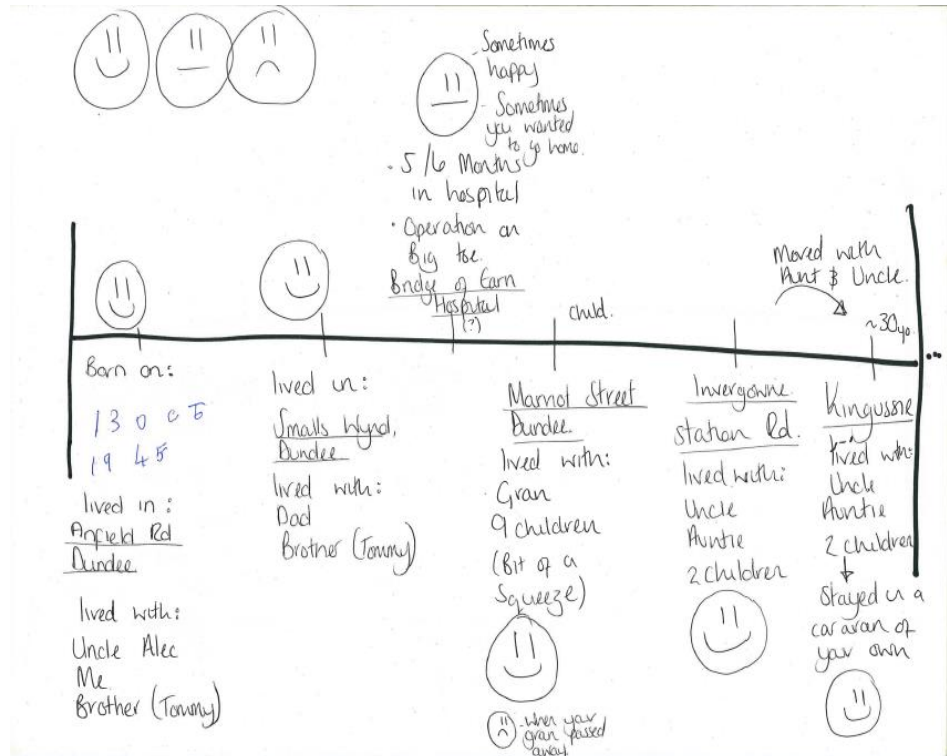 Sometimes
happy
- Sometimes
you wanted
to go home.
· 5/6 Months
in hospital
· Operation on
Big toe.
Bridge of Earn
Hospital
(?)
Born on:
13 0 c t
19 45
lived in :
Anfield Rd
Dundee
lived with:
Uncle Alec
Me
Brother (Tommy)
lived in:
Smalls Wynd,
Dundee
lived with:
Dad
Brother (Tommy)
child.
Street
Dundee
lived with:
Gran
9 children
(Bit of a
Squeeze)
- when your
gran passed
away
Invergowrie
station Rd.
lived with:
Uncle
Auntie
2 children
Moved with
Aunt & Uncle.
~30yo
Kingussie
lived with:
Uncle
Auntie
2 children
Stayed in a
caravan of
your own